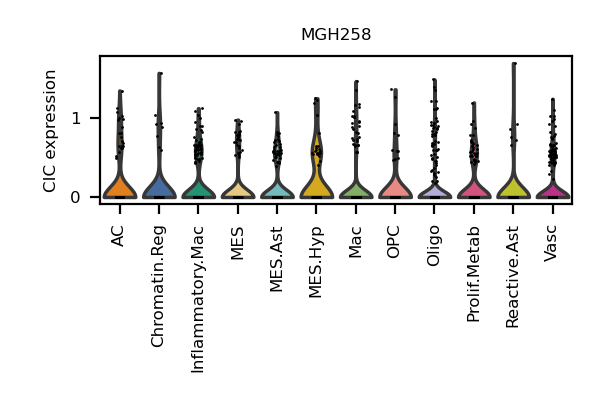 MGH258
CIC expression
1
0
AC
Chromatin.Reg
Inflammatory.Mac
MES
MES.Ast
MES.Hyp
Mac
OPC
Oligo
Prolif.Metab
Reactive.Ast
Vasc